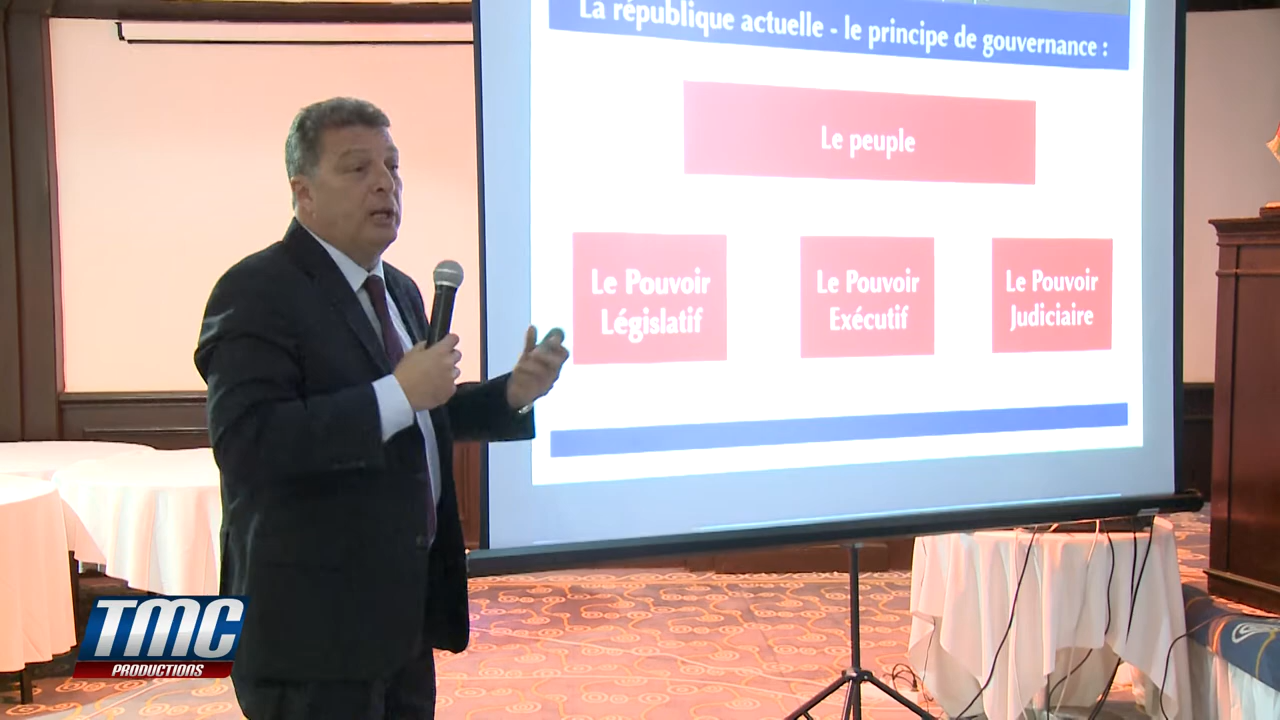 La république actuelle - le principe de gouvernance :
Le peuple
Le Pouvoir
Législatif
Le Pouvoir
Exécutif
Le Pouvoir
Judiciaire
TMC
PRODUCTIONS